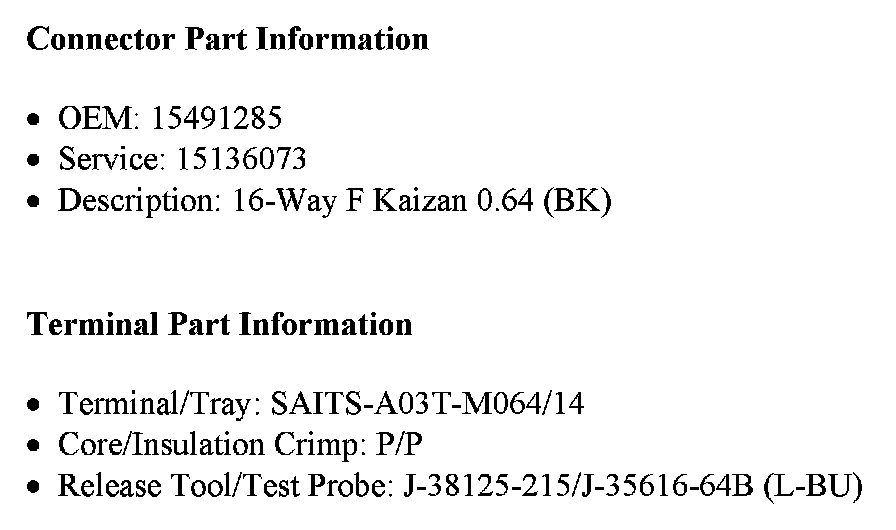 Connector Part Information
• OEM: 15491285
• Service: 15136073
• Description: 16-Way F Kaizan 0.64 (BK)
Terminal Part Information
• Terminal/Tray: SAITS-A03T-M064/14
• Core/Insulation Crimp: P/P
• Release Tool/Test Probe: J-38125-215/J-35616-64B (L-BU)